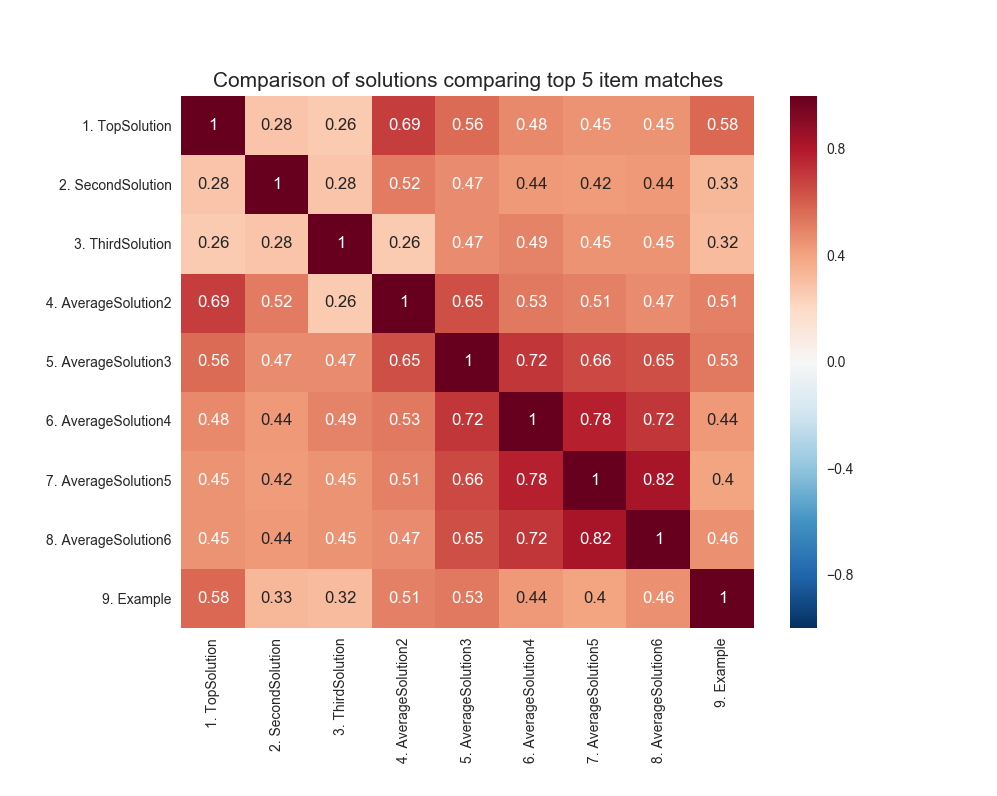 Comparison of solutions comparing top 5 item matches
1. TopSolution 1 0.28 0.26 0.69 0.56 0.48 0.45 0.45 0.58
2. SecondSolution 0.28 1 0.28 0.52 0.47 0.44 0.42 0.44 0.33
3. ThirdSolution 0.26 0.28 1 0.26 0.47 0.49 0.45 0.45 0.32
4. AverageSolution2 0.69 0.52 0.26 1 0.65 0.53 0.51 0.47 0.51
5. AverageSolution3 0.56 0.47 0.47 0.65 1 0.72 0.66 0.65 0.53
6. AverageSolution4 0.48 0.44 0.49 0.53 0.72 1 0.78 0.72 0.44
7. AverageSolution5 0.45 0.42 0.45 0.51 0.66 0.78 1 0.82 0.4
8. AverageSolution6 0.45 0.44 0.45 0.47 0.65 0.72 0.82 1 0.46
9. Example 0.58 0.33 0.32 0.51 0.53 0.44 0.4 0.46 1
1. TopSolution
2. SecondSolution
3. ThirdSolution
4. AverageSolution2
5. AverageSolution3
6. AverageSolution4
7. AverageSolution5
8. AverageSolution6
9. Example
0.8
0.4
0.0
−0.4
−0.8